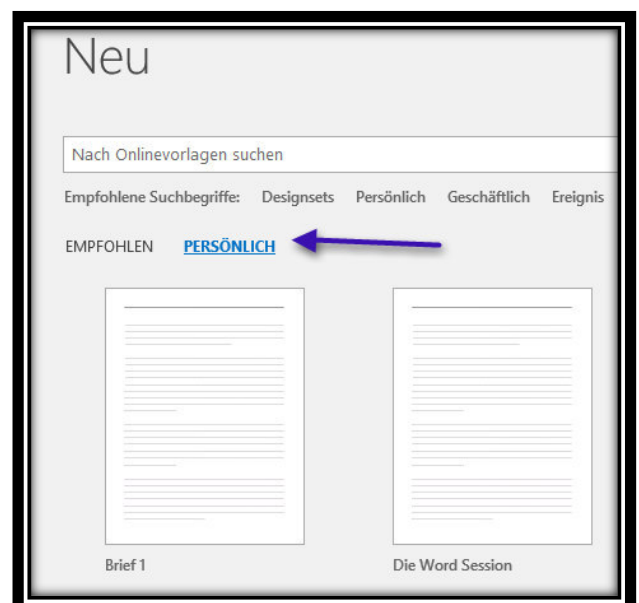 Neu
Nach Onlinevorlagen suchen
Empfohlene Suchbegriffe: Designsets Persönlich Geschäftlich Ereignis
EMPFOHLEN PERSÖNLICH
Brief 1 Die Word Session